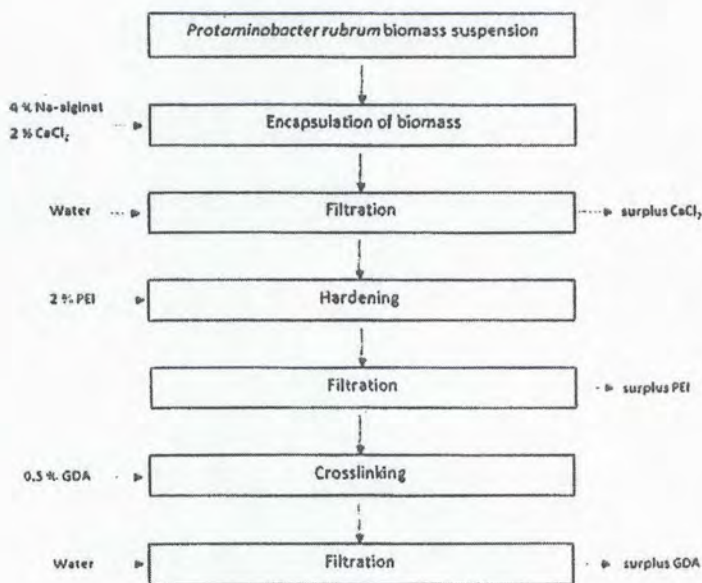 Protaminobacter rubrum biomass suspension
4 % Na-alginat
2 % CaCl₂
Encapsulation of biomass
Water
Filtration
surplus CaCl₂
2 % PEI
Hardening
Filtration
surplus PEI
0.5 % GDA
Crosslinking
Water
Filtration
surplus GDA